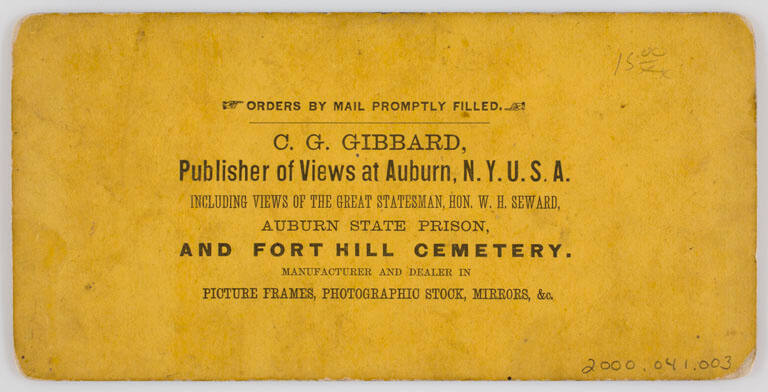 15.00
ORDERS BY MAIL PROMPTLY FILLED.
C. G. GIBBARD,
Publisher of Views at Auburn, N. Y. U. S. A.
INCLUDING VIEWS OF THE GREAT STATESMAN, HON. W. H. SEWARD,
AUBURN STATE PRISON,
AND FORT HILL CEMETERY.
MANUFACTURER AND DEALER IN
PICTURE FRAMES, PHOTOGRAPHIC STOCK, MIRRORS, &c.
2000.041.003